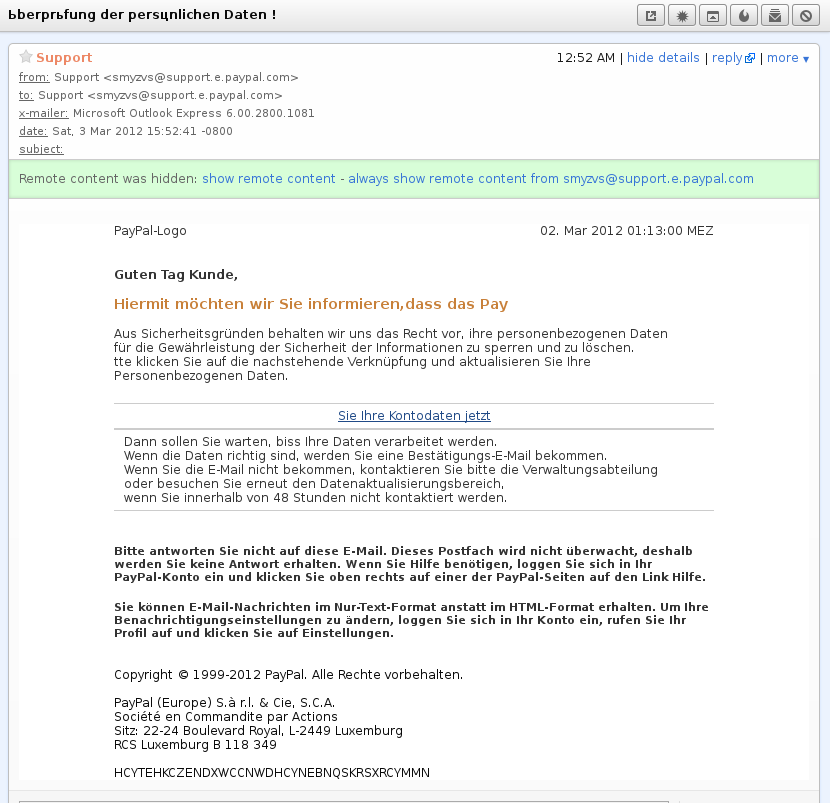 Ьberprьfung der persцnlichen Daten !
Support
12:52 AM | hide details | reply | more ▾
from: Support <smyzvs@support.e.paypal.com>
to: Support <smyzvs@support.e.paypal.com>
x-mailer: Microsoft Outlook Express 6.00.2800.1081
date: Sat, 3 Mar 2012 15:52:41 -0800
subject:
Remote content was hidden: show remote content - always show remote content from smyzvs@support.e.paypal.com
PayPal-Logo
02. Mar 2012 01:13:00 MEZ
Guten Tag Kunde,
Hiermit möchten wir Sie informieren,dass das Pay
Aus Sicherheitsgründen behalten wir uns das Recht vor, ihre personenbezogenen Daten
für die Gewährleistung der Sicherheit der Informationen zu sperren und zu löschen.
tte klicken Sie auf die nachstehende Verknüpfung und aktualisieren Sie Ihre
Personenbezogenen Daten.
Sie Ihre Kontodaten jetzt
Dann sollen Sie warten, biss Ihre Daten verarbeitet werden.
Wenn die Daten richtig sind, werden Sie eine Bestätigungs-E-Mail bekommen.
Wenn Sie die E-Mail nicht bekommen, kontaktieren Sie bitte die Verwaltungsabteilung
oder besuchen Sie erneut den Datenaktualisierungsbereich,
wenn Sie innerhalb von 48 Stunden nicht kontaktiert werden.
Bitte antworten Sie nicht auf diese E-Mail. Dieses Postfach wird nicht überwacht, deshalb
werden Sie keine Antwort erhalten. Wenn Sie Hilfe benötigen, loggen Sie sich in Ihr
PayPal-Konto ein und klicken Sie oben rechts auf einer der PayPal-Seiten auf den Link Hilfe.
Sie können E-Mail-Nachrichten im Nur-Text-Format anstatt im HTML-Format erhalten. Um Ihre
Benachrichtigungseinstellungen zu ändern, loggen Sie sich in Ihr Konto ein, rufen Sie Ihr
Profil auf und klicken Sie auf Einstellungen.
Copyright © 1999-2012 PayPal. Alle Rechte vorbehalten.
PayPal (Europe) S.à r.l. & Cie, S.C.A.
Société en Commandite par Actions
Sitz: 22-24 Boulevard Royal, L-2449 Luxemburg
RCS Luxemburg B 118 349
HCYTEHKCZENDXWCCNWDHCYNEBNQSKRSXRCYMMN